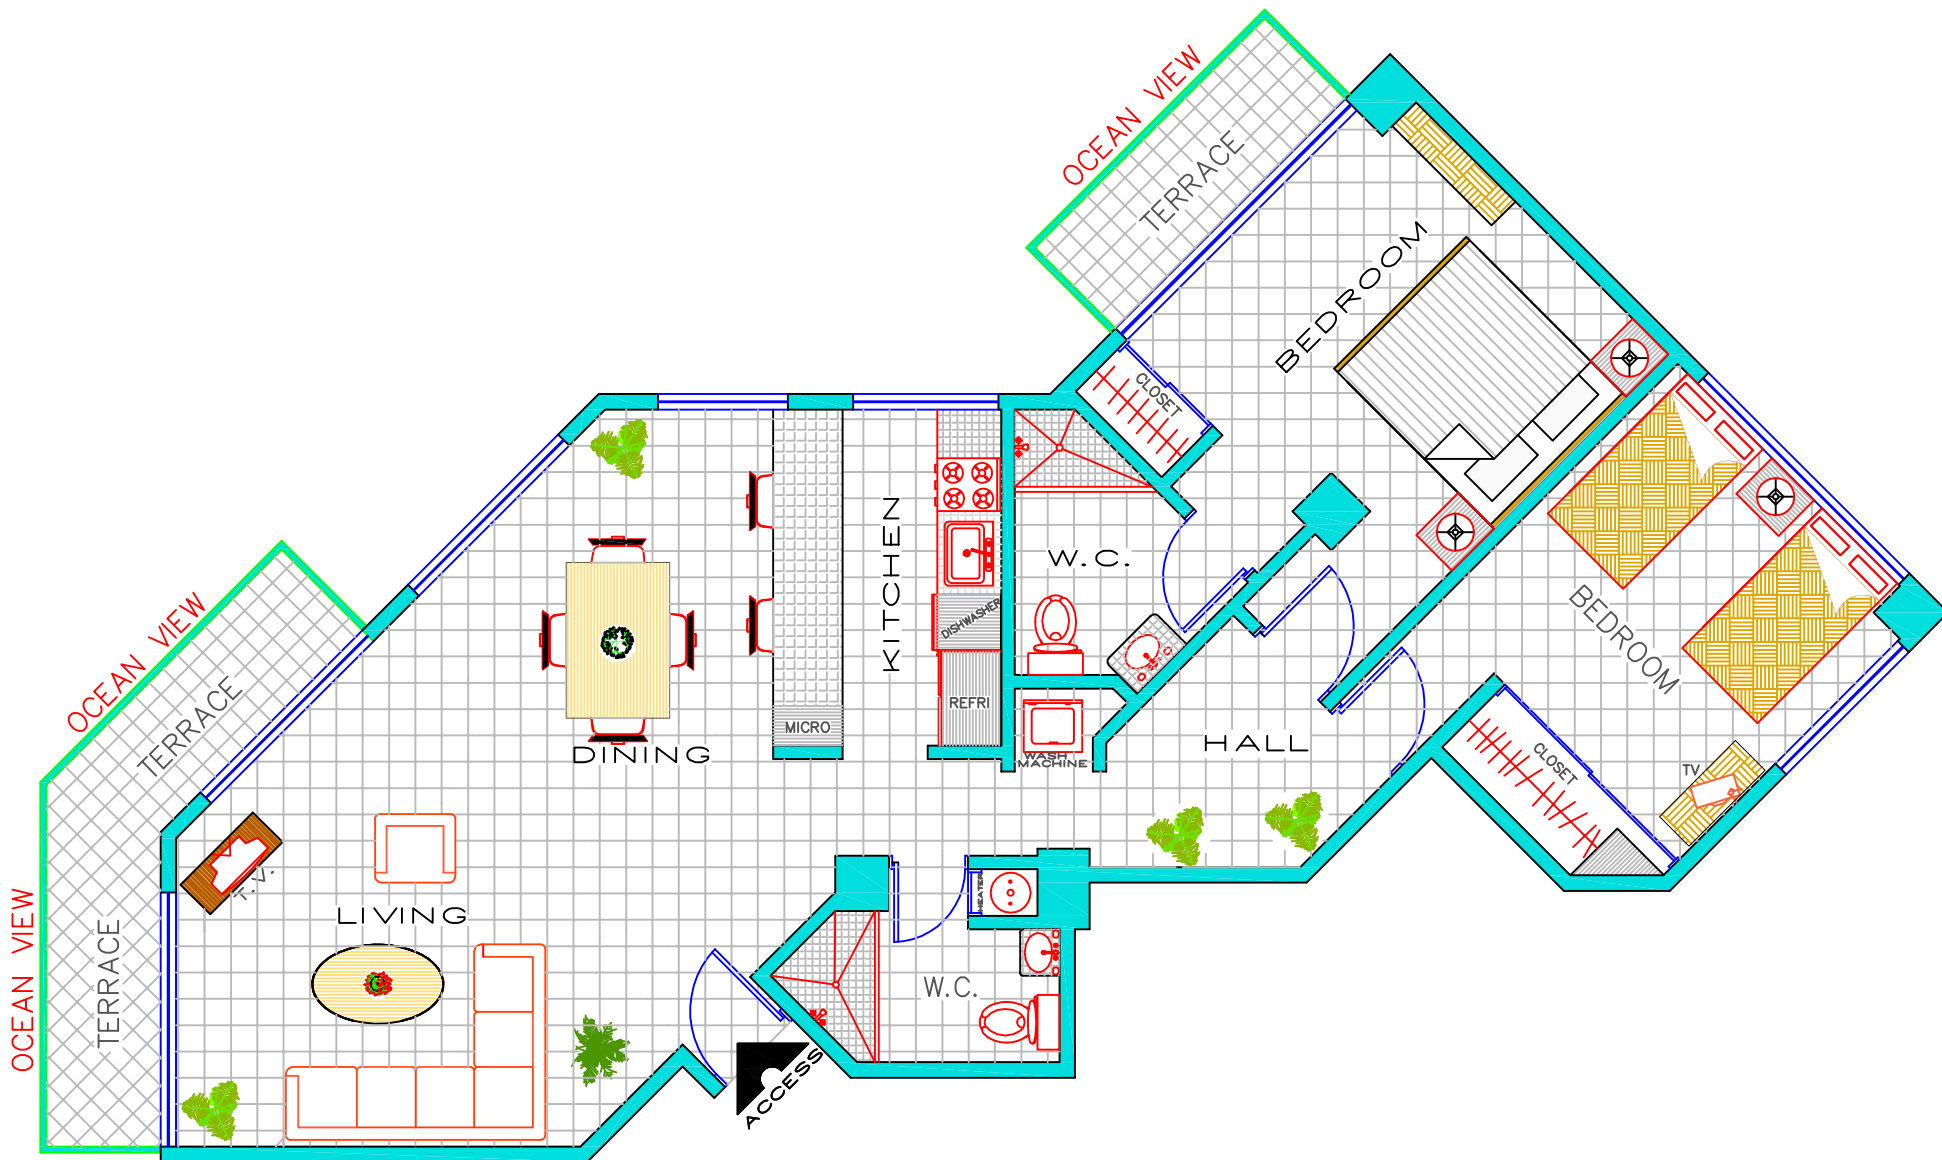 OCEAN VIEW
TERRACE
BEDROOM
CLOSET
KITCHEN
W.C.
DISHWASHER
REFRI
MICRO
WASH
MACHINE
HALL
DINING
BEDROOM
CLOSET
TV
OCEAN VIEW
TERRACE
T.V.
LIVING
HEATER
W.C.
OCEAN VIEW
TERRACE
ACCESS